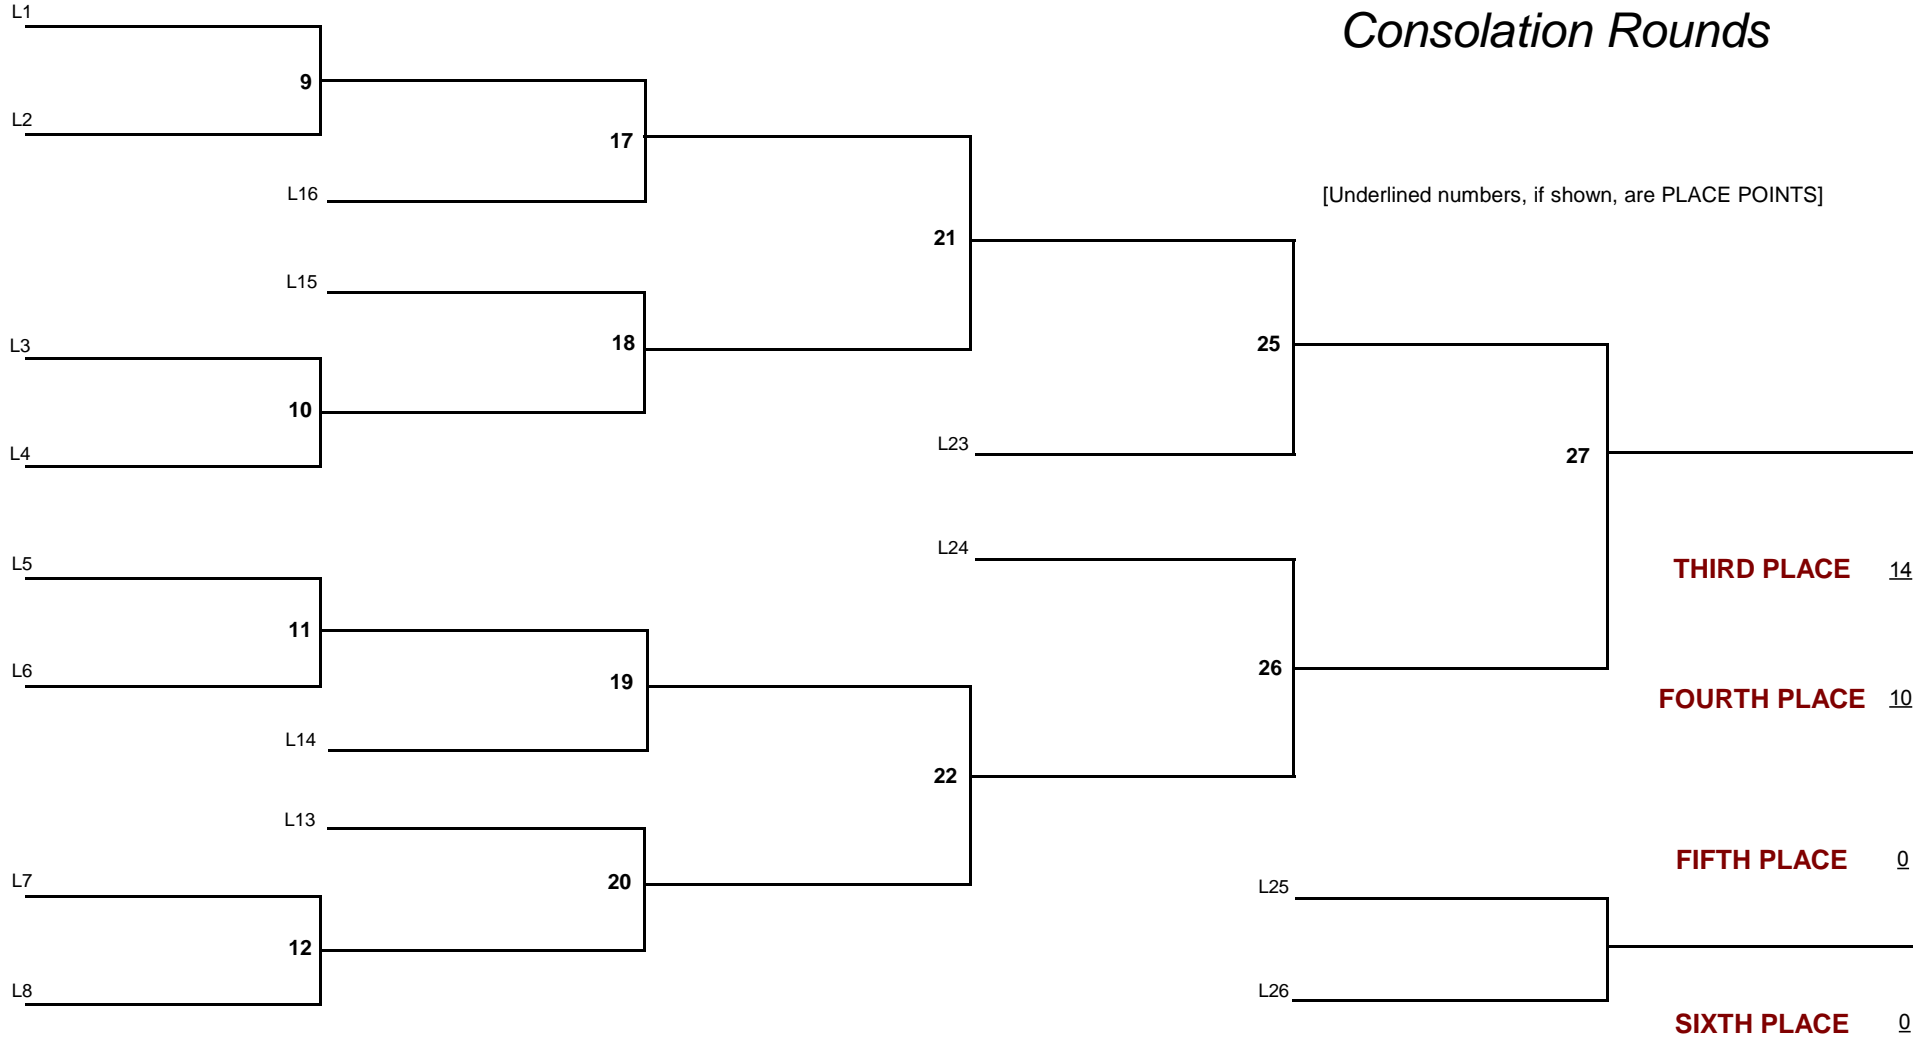 L1
Consolation Rounds
9
L2
17
L16
[Underlined numbers, if shown, are PLACE POINTS]
21
L15
L3
18
25
10
L4
L23
27
L24
L5
THIRD PLACE 14
11
L6
19
26
FOURTH PLACE 10
L14
22
L13
FIFTH PLACE 0
L7
20
L25
12
L8
L26
SIXTH PLACE 0